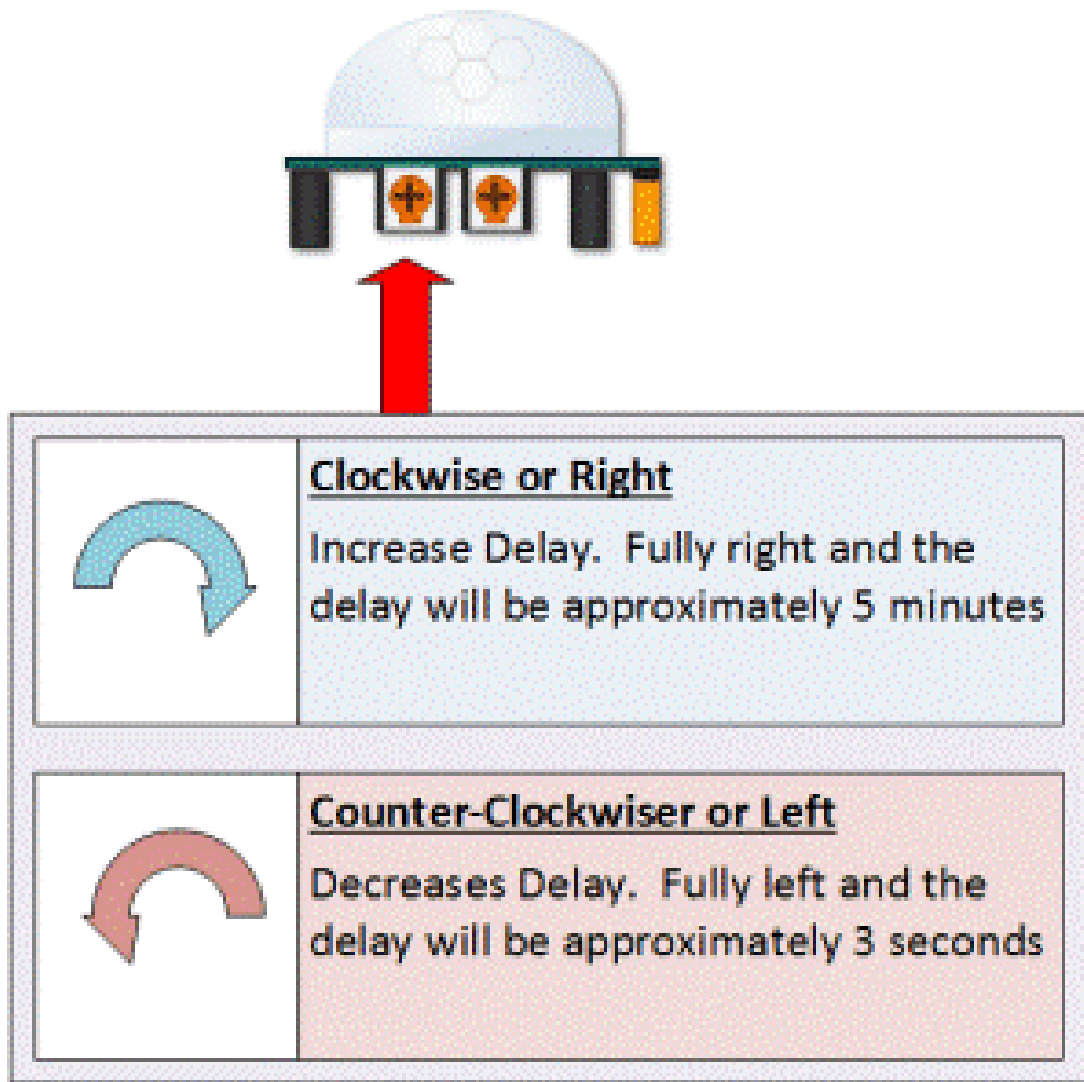 Clockwise or Right
Increase Delay.  Fully right and the
delay will be approximately 5 minutes
Counter-Clockwiser or Left
Decreases Delay.  Fully left and the
delay will be approximately 3 seconds